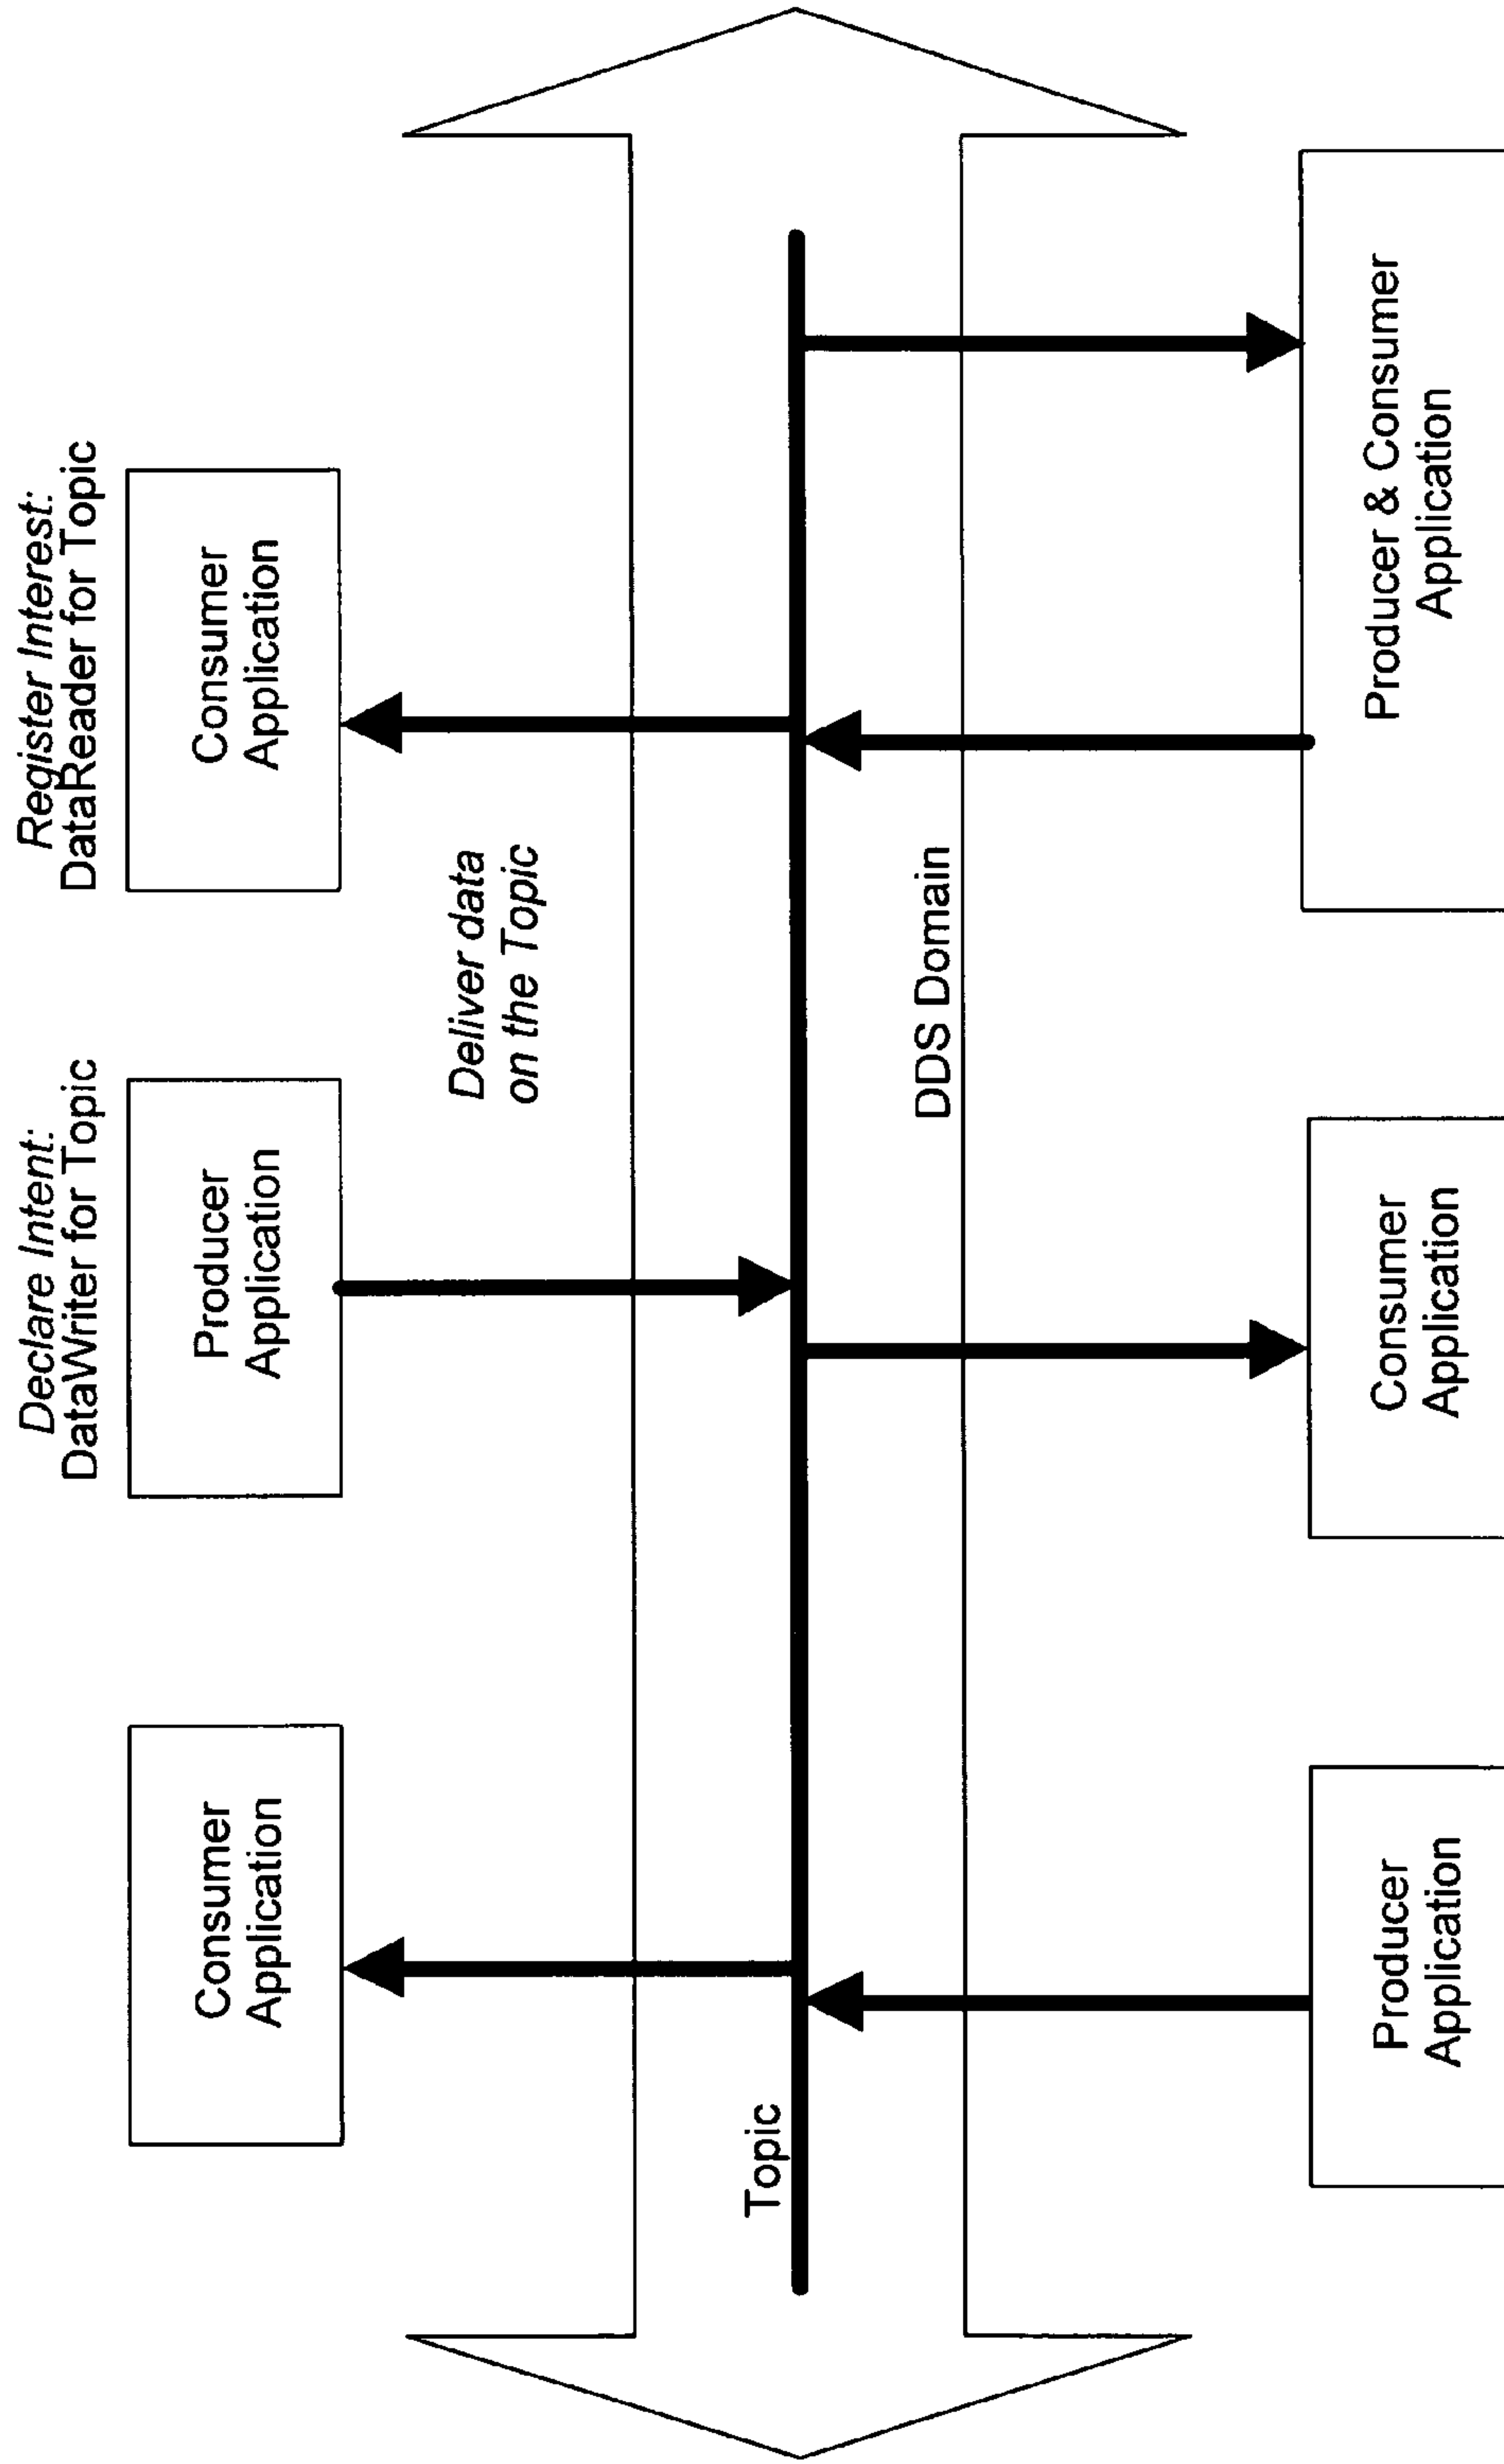 Declare Intent:
DataWriter for Topic
Register Interest:
DataReader for Topic
Consumer
Application
Producer
Application
Consumer
Application
Deliver data
on the Topic
Topic
DDS Domain
Producer
Application
Consumer
Application
Producer & Consumer
Application